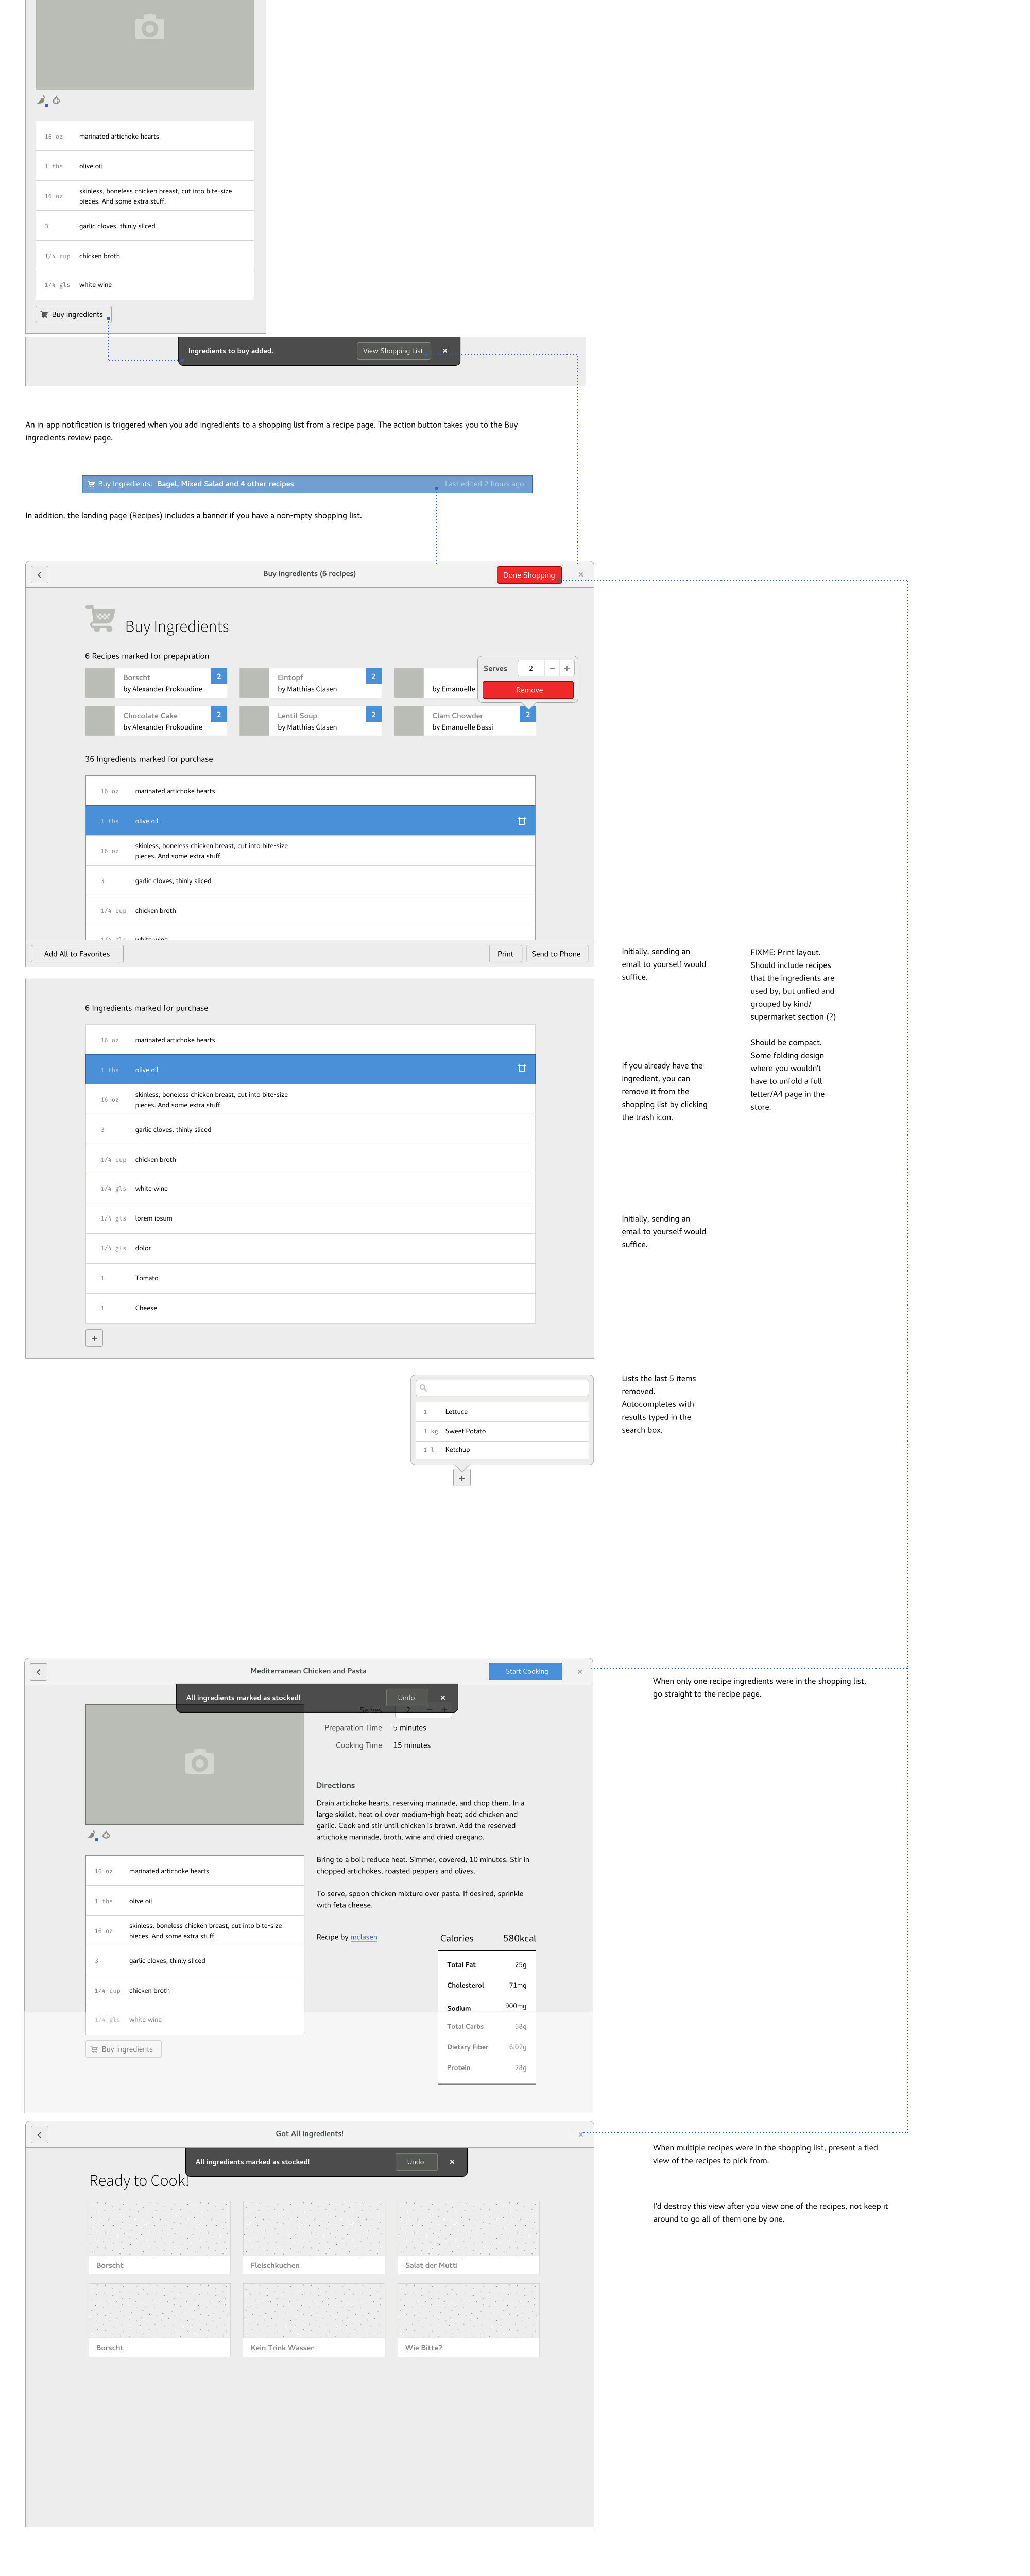 16 oz marinated artichoke hearts
1 tbs olive oil
16 oz skinless, boneless chicken breast, cut into bite-size
pieces. And some extra stuff.
3 garlic cloves, thinly sliced
1/4 cup chicken broth
1/4 gls white wine
Buy Ingredients
Ingredients to buy added. View Shopping List
An in-app notification is triggered when you add ingredients to a shopping list from a recipe page. The action button takes you to the Buy
ingredients review page.
Buy Ingredients: Bagel, Mixed Salad and 4 other recipes Last edited 2 hours ago
In addition, the landing page (Recipes) includes a banner if you have a non-mpty shopping list.
Buy Ingredients (6 recipes) Done Shopping
Buy Ingredients
6 Recipes marked for prepapration
Serves 2 − +
Remove
Borscht 2
by Alexander Prokoudine
Eintopf 2
by Matthias Clasen
by Emanuelle
Chocolate Cake 2
by Alexander Prokoudine
Lentil Soup 2
by Matthias Clasen
Clam Chowder 2
by Emanuelle Bassi
36 Ingredients marked for purchase
16 oz marinated artichoke hearts
1 tbs olive oil
16 oz skinless, boneless chicken breast, cut into bite-size
pieces. And some extra stuff.
3 garlic cloves, thinly sliced
1/4 cup chicken broth
1/4 gls white wine
Add All to Favorites Print Send to Phone
Initially, sending an
email to yourself would
suffice.
FIXME: Print layout.
Should include recipes
that the ingredients are
used by, but unfied and
grouped by kind/
supermarket section (?)
Should be compact.
Some folding design
where you wouldn't
have to unfold a full
letter/A4 page in the
store.
6 Ingredients marked for purchase
16 oz marinated artichoke hearts
1 tbs olive oil
16 oz skinless, boneless chicken breast, cut into bite-size
pieces. And some extra stuff.
3 garlic cloves, thinly sliced
1/4 cup chicken broth
1/4 gls white wine
1/4 gls lorem ipsum
1/4 gls dolor
1 Tomato
1 Cheese
+
If you already have the
ingredient, you can
remove it from the
shopping list by clicking
the trash icon.
Initially, sending an
email to yourself would
suffice.
1 Lettuce
1 kg Sweet Potato
1 l Ketchup
+
Lists the last 5 items
removed.
Autocompletes with
results typed in the
search box.
Mediterranean Chicken and Pasta Start Cooking
All ingredients marked as stocked! Undo
Serves 2 − +
Preparation Time 5 minutes
Cooking Time 15 minutes
Directions
Drain artichoke hearts, reserving marinade, and chop them. In a
large skillet, heat oil over medium-high heat; add chicken and
garlic. Cook and stir until chicken is brown. Add the reserved
artichoke marinade, broth, wine and dried oregano.
Bring to a boil; reduce heat. Simmer, covered, 10 minutes. Stir in
chopped artichokes, roasted peppers and olives.
To serve, spoon chicken mixture over pasta. If desired, sprinkle
with feta cheese.
Recipe by mclasen
16 oz marinated artichoke hearts
1 tbs olive oil
16 oz skinless, boneless chicken breast, cut into bite-size
pieces. And some extra stuff.
3 garlic cloves, thinly sliced
1/4 cup chicken broth
1/4 gls white wine
Buy Ingredients
Calories 580kcal
Total Fat 25g
Cholesterol 71mg
Sodium 900mg
Total Carbs 58g
Dietary Fiber 6.02g
Protein 28g
When only one recipe ingredients were in the shopping list,
go straight to the recipe page.
Got All Ingredients!
All ingredients marked as stocked! Undo
Ready to Cook!
Borscht Fleischkuchen Salat der Mutti
Borscht Kein Trink Wasser Wie Bitte?
When multiple recipes were in the shopping list, present a tled
view of the recipes to pick from.
I'd destroy this view after you view one of the recipes, not keep it
around to go all of them one by one.